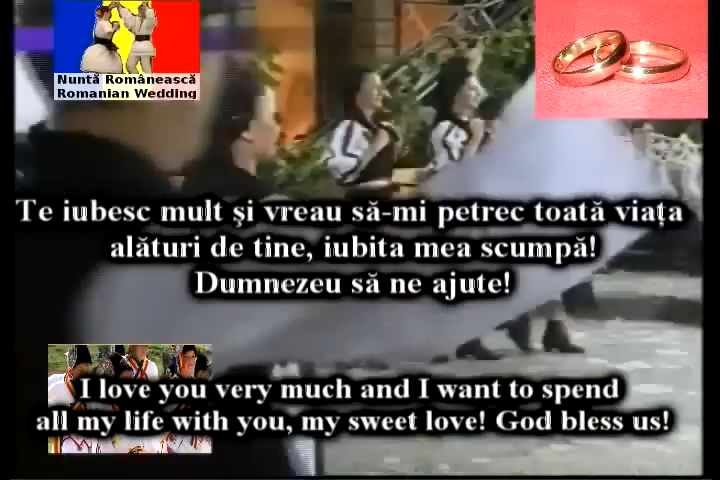 Nuntă Românească
Romanian Wedding
Te iubesc mult şi vreau să-mi petrec toată viaţa
alături de tine, iubita mea scumpă!
Dumnezeu să ne ajute!
I love you very much and I want to spend
all my life with you, my sweet love! God bless us!